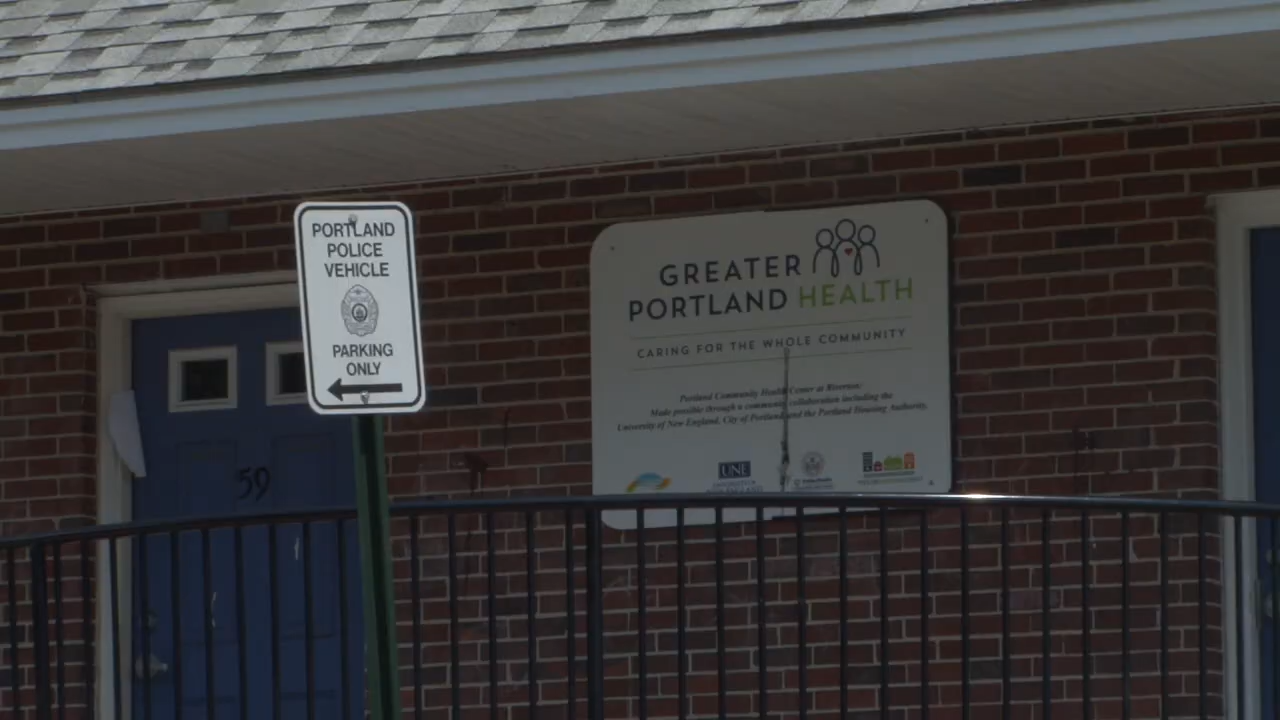 PORTLAND
POLICE
VEHICLE
PARKING
ONLY
59
GREATER
PORTLAND HEALTH
CARING FOR THE WHOLE COMMUNITY
Portland Community Health Center at Riverton:
Made possible through a community collaboration including the
University of New England, City of Portland and the Portland Housing Authority.
UNE